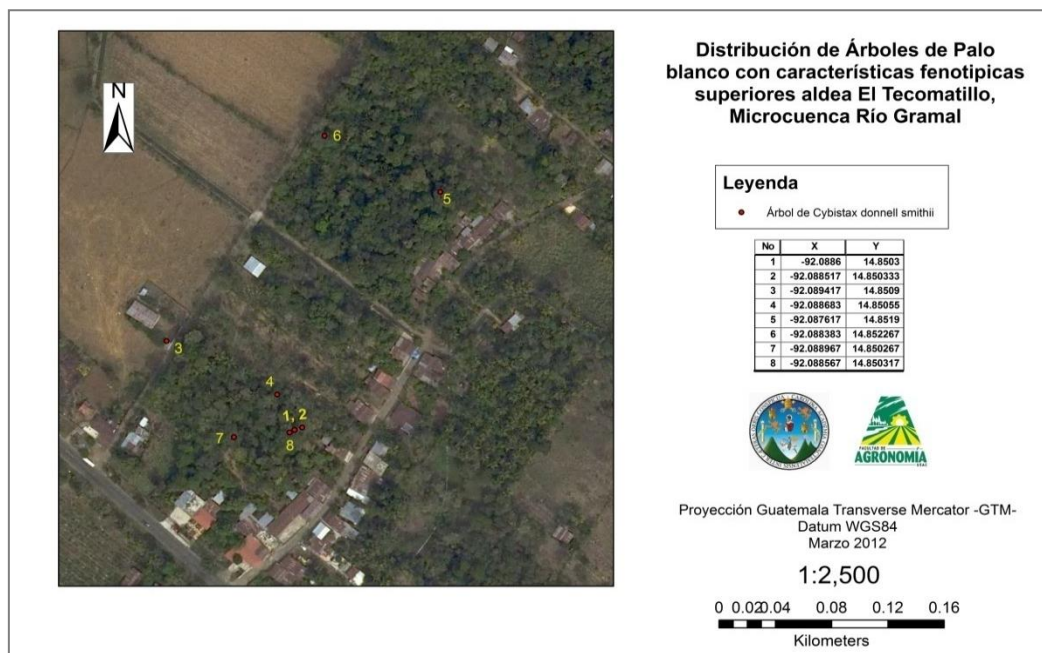 N
6
5
3
4
1, 2
8
7
Distribución de Árboles de Palo
blanco con características fenotipicas
superiores aldea El Tecomatillo,
Microcuenca Río Gramal
Leyenda
Árbol de Cybistax donnell smithii
No X Y
1 -92.0886 14.8503
2 -92.088517 14.850333
3 -92.089417 14.8509
4 -92.088683 14.85055
5 -92.087617 14.8519
6 -92.088383 14.852267
7 -92.088967 14.850267
8 -92.088567 14.850317
FACULTAD DE
AGRONOMÍA
Proyección Guatemala Transverse Mercator -GTM-
Datum WGS84
Marzo 2012
1:2,500
0 0.02 0.04 0.08 0.12 0.16
Kilometers